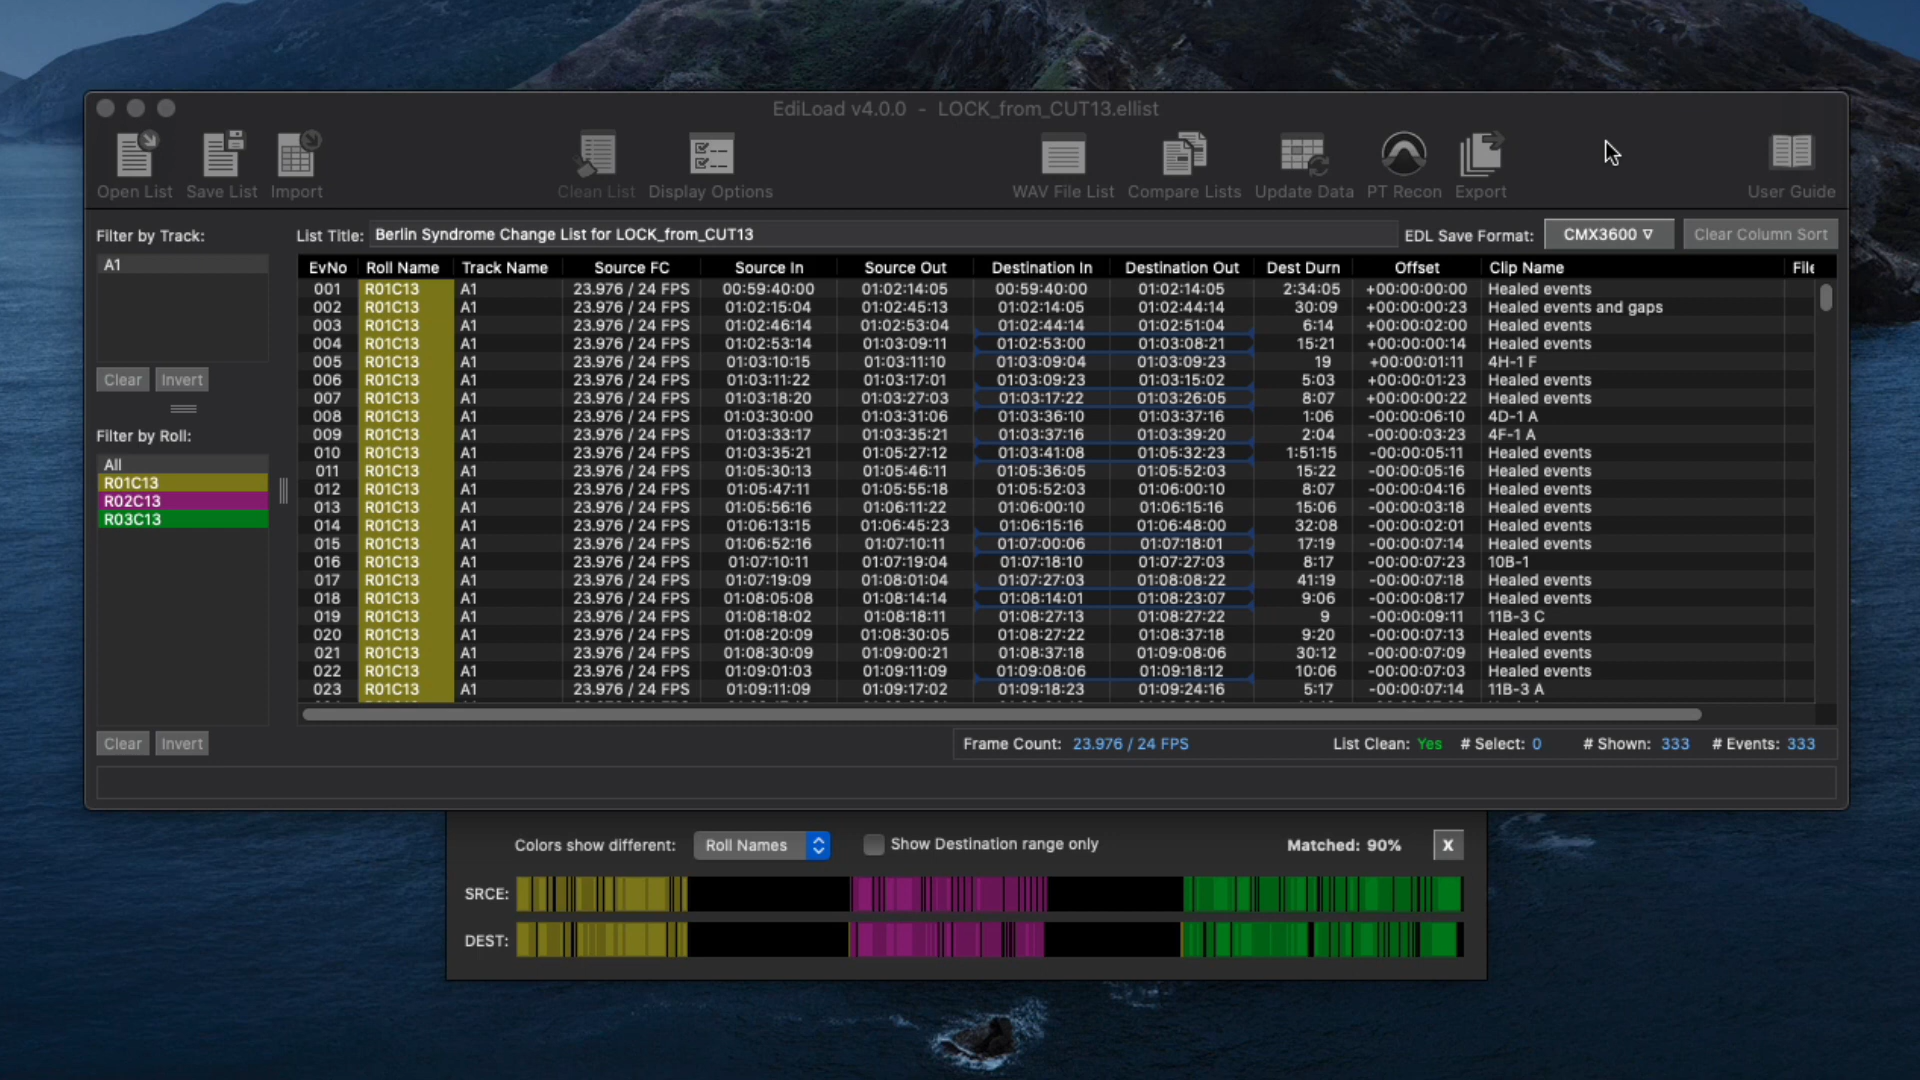 EdiLoad v4.0.0 - LOCK_from_CUT13.ellist
Open List Save List Import Clean List Display Options WAV File List Compare Lists Update Data PT Recon Export User Guide
Filter by Track:
A1
Clear Invert
Filter by Roll:
All
R01C13
R02C13
R03C13
Clear Invert
List Title: Berlin Syndrome Change List for LOCK_from_CUT13 EDL Save Format: CMX3600 ∇ Clear Column Sort
EvNo Roll Name Track Name Source FC Source In Source Out Destination In Destination Out Dest Durn Offset Clip Name File
001 R01C13 A1 23.976 / 24 FPS 00:59:40:00 01:02:14:05 00:59:40:00 01:02:14:05 2:34:05 +00:00:00:00 Healed events
002 R01C13 A1 23.976 / 24 FPS 01:02:15:04 01:02:45:13 01:02:14:05 01:02:44:14 30:09 +00:00:00:23 Healed events and gaps
003 R01C13 A1 23.976 / 24 FPS 01:02:46:14 01:02:53:04 01:02:44:14 01:02:51:04 6:14 +00:00:02:00 Healed events
004 R01C13 A1 23.976 / 24 FPS 01:02:53:14 01:03:09:11 01:02:53:00 01:03:08:21 15:21 +00:00:00:14 Healed events
005 R01C13 A1 23.976 / 24 FPS 01:03:10:15 01:03:11:10 01:03:09:04 01:03:09:23 19 +00:00:01:11 4H-1 F
006 R01C13 A1 23.976 / 24 FPS 01:03:11:22 01:03:17:01 01:03:09:23 01:03:15:02 5:03 +00:00:01:23 Healed events
007 R01C13 A1 23.976 / 24 FPS 01:03:18:20 01:03:27:03 01:03:17:22 01:03:26:05 8:07 +00:00:00:22 Healed events
008 R01C13 A1 23.976 / 24 FPS 01:03:30:00 01:03:31:06 01:03:36:10 01:03:37:16 1:06 -00:00:06:10 4D-1 A
009 R01C13 A1 23.976 / 24 FPS 01:03:33:17 01:03:35:21 01:03:37:16 01:03:39:20 2:04 -00:00:03:23 4F-1 A
010 R01C13 A1 23.976 / 24 FPS 01:03:35:21 01:05:27:12 01:03:41:08 01:05:32:23 1:51:15 -00:00:05:11 Healed events
011 R01C13 A1 23.976 / 24 FPS 01:05:30:13 01:05:46:11 01:05:36:05 01:05:52:03 15:22 -00:00:05:16 Healed events
012 R01C13 A1 23.976 / 24 FPS 01:05:47:11 01:05:55:18 01:05:52:03 01:06:00:10 8:07 -00:00:04:16 Healed events
013 R01C13 A1 23.976 / 24 FPS 01:05:56:16 01:06:11:22 01:06:00:10 01:06:15:16 15:06 -00:00:03:18 Healed events
014 R01C13 A1 23.976 / 24 FPS 01:06:13:15 01:06:45:23 01:06:15:16 01:06:48:00 32:08 -00:00:02:01 Healed events
015 R01C13 A1 23.976 / 24 FPS 01:06:52:16 01:07:10:11 01:07:00:06 01:07:18:01 17:19 -00:00:07:14 Healed events
016 R01C13 A1 23.976 / 24 FPS 01:07:10:11 01:07:19:04 01:07:18:10 01:07:27:03 8:17 -00:00:07:23 10B-1
017 R01C13 A1 23.976 / 24 FPS 01:07:19:09 01:08:01:04 01:07:27:03 01:08:08:22 41:19 -00:00:07:18 Healed events
018 R01C13 A1 23.976 / 24 FPS 01:08:05:08 01:08:14:14 01:08:14:01 01:08:23:07 9:06 -00:00:08:17 Healed events
019 R01C13 A1 23.976 / 24 FPS 01:08:18:02 01:08:18:11 01:08:27:13 01:08:27:22 9 -00:00:09:11 11B-3 C
020 R01C13 A1 23.976 / 24 FPS 01:08:20:09 01:08:30:05 01:08:27:22 01:08:37:18 9:20 -00:00:07:13 Healed events
021 R01C13 A1 23.976 / 24 FPS 01:08:30:09 01:09:00:21 01:08:37:18 01:09:08:06 30:12 -00:00:07:09 Healed events
022 R01C13 A1 23.976 / 24 FPS 01:09:01:03 01:09:11:09 01:09:08:06 01:09:18:12 10:06 -00:00:07:03 Healed events
023 R01C13 A1 23.976 / 24 FPS 01:09:11:09 01:09:17:02 01:09:18:23 01:09:24:16 5:17 -00:00:07:14 11B-3 A
Frame Count: 23.976 / 24 FPS List Clean: Yes # Select: 0 # Shown: 333 # Events: 333
Colors show different: Roll Names Show Destination range only Matched: 90% X
SRCE:
DEST: